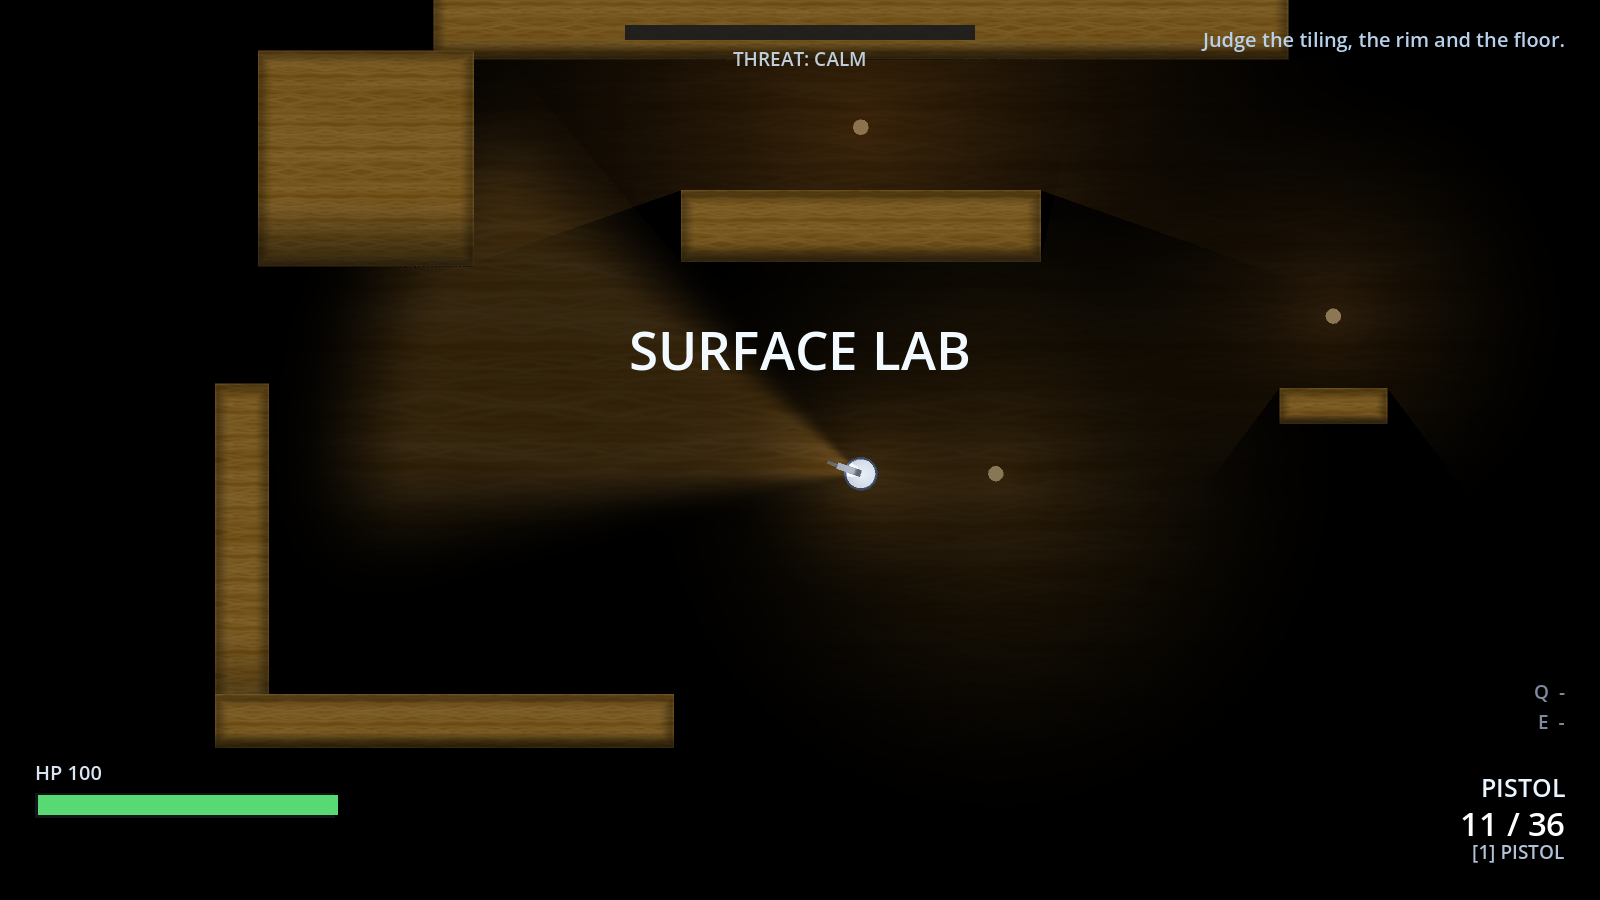 Judge the tiling, the rim and the floor.
THREAT: CALM
SURFACE LAB
Q -
E -
HP 100
PISTOL
11 / 36
[1] PISTOL